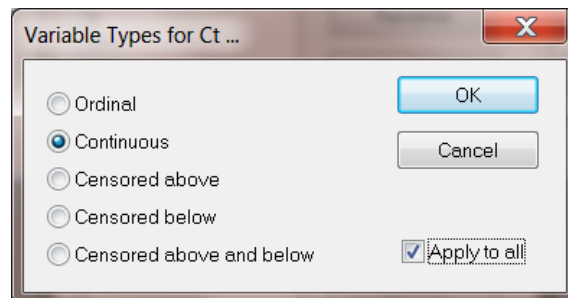 Variable Types for Ct ...
Ordinal
Continuous
Censored above
Censored below
Censored above and below
OK
Cancel
Apply to all